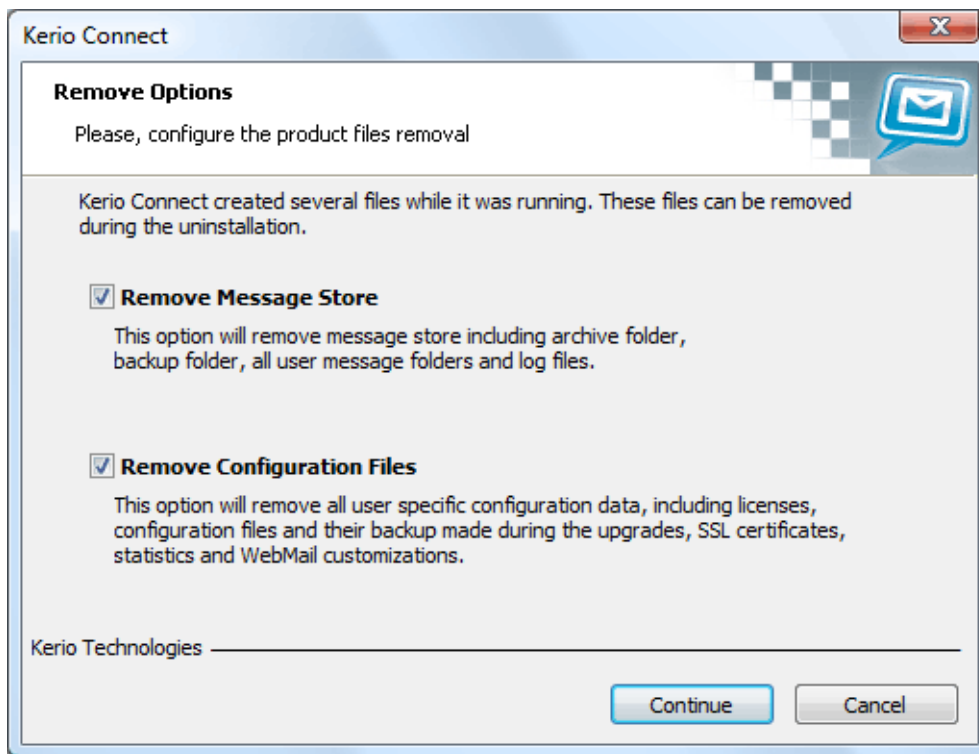 Kerio Connect
Remove Options
Please, configure the product files removal
Kerio Connect created several files while it was running. These files can be removed
during the uninstallation.
Remove Message Store
This option will remove message store including archive folder,
backup folder, all user message folders and log files.
Remove Configuration Files
This option will remove all user specific configuration data, including licenses,
configuration files and their backup made during the upgrades, SSL certificates,
statistics and WebMail customizations.
Kerio Technologies
Continue
Cancel